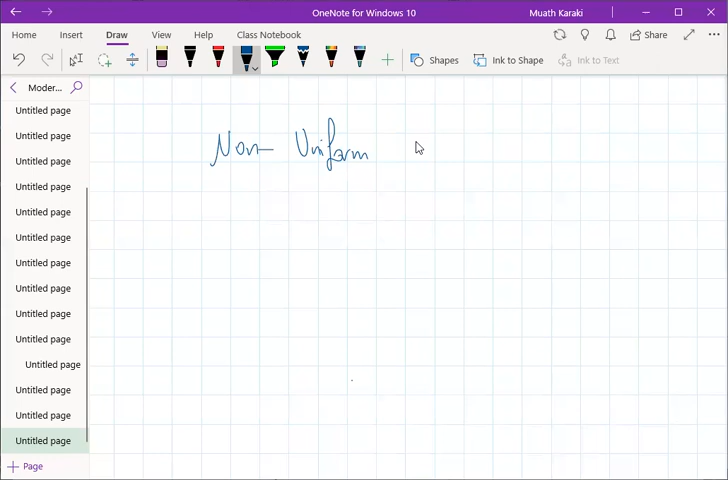 OneNote for Windows 10
Muath Karaki
Home
Insert
Draw
View
Help
Class Notebook
Share
Shapes
Ink to Shape
Ink to Text
Moder...
Untitled page
Untitled page
Untitled page
Untitled page
Untitled page
Untitled page
Untitled page
Untitled page
Untitled page
Untitled page
Untitled page
Untitled page
Untitled page
Untitled page
Page
Non- Uniform